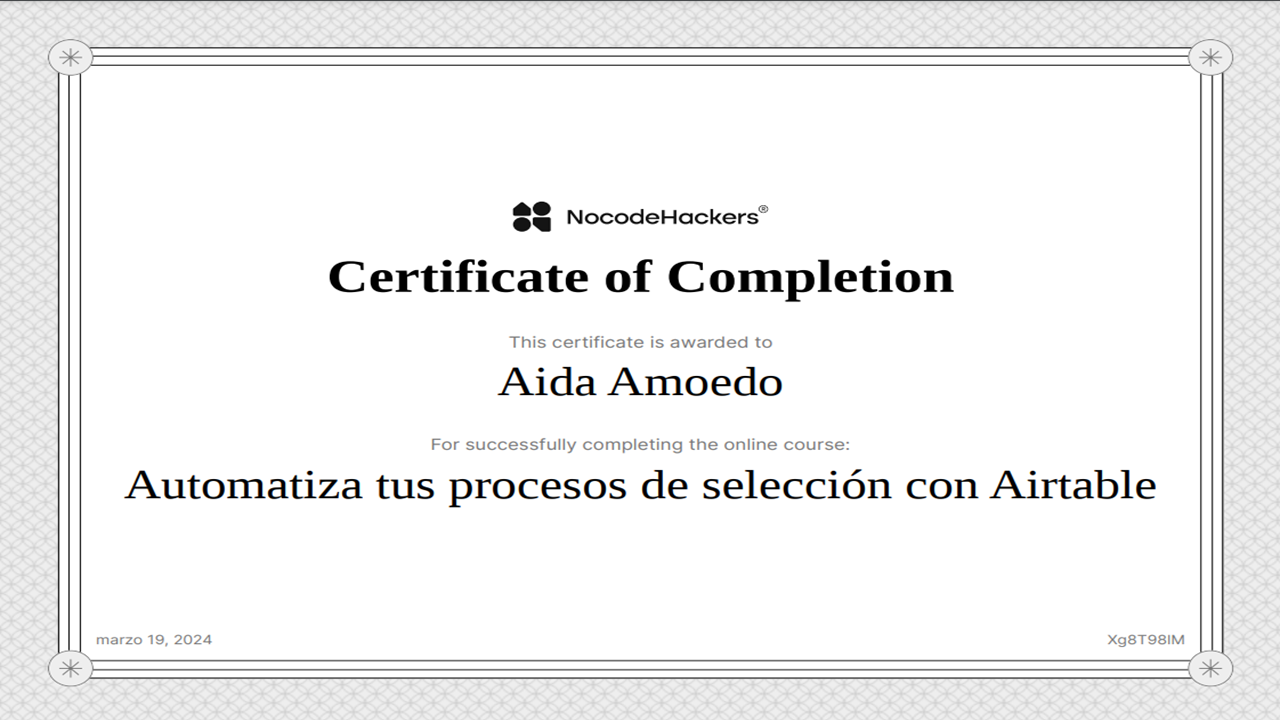 NocodeHackers®
Certificate of Completion
This certificate is awarded to
Aida Amoedo
For successfully completing the online course:
Automatiza tus procesos de selección con Airtable
marzo 19, 2024
Xg8T98IM